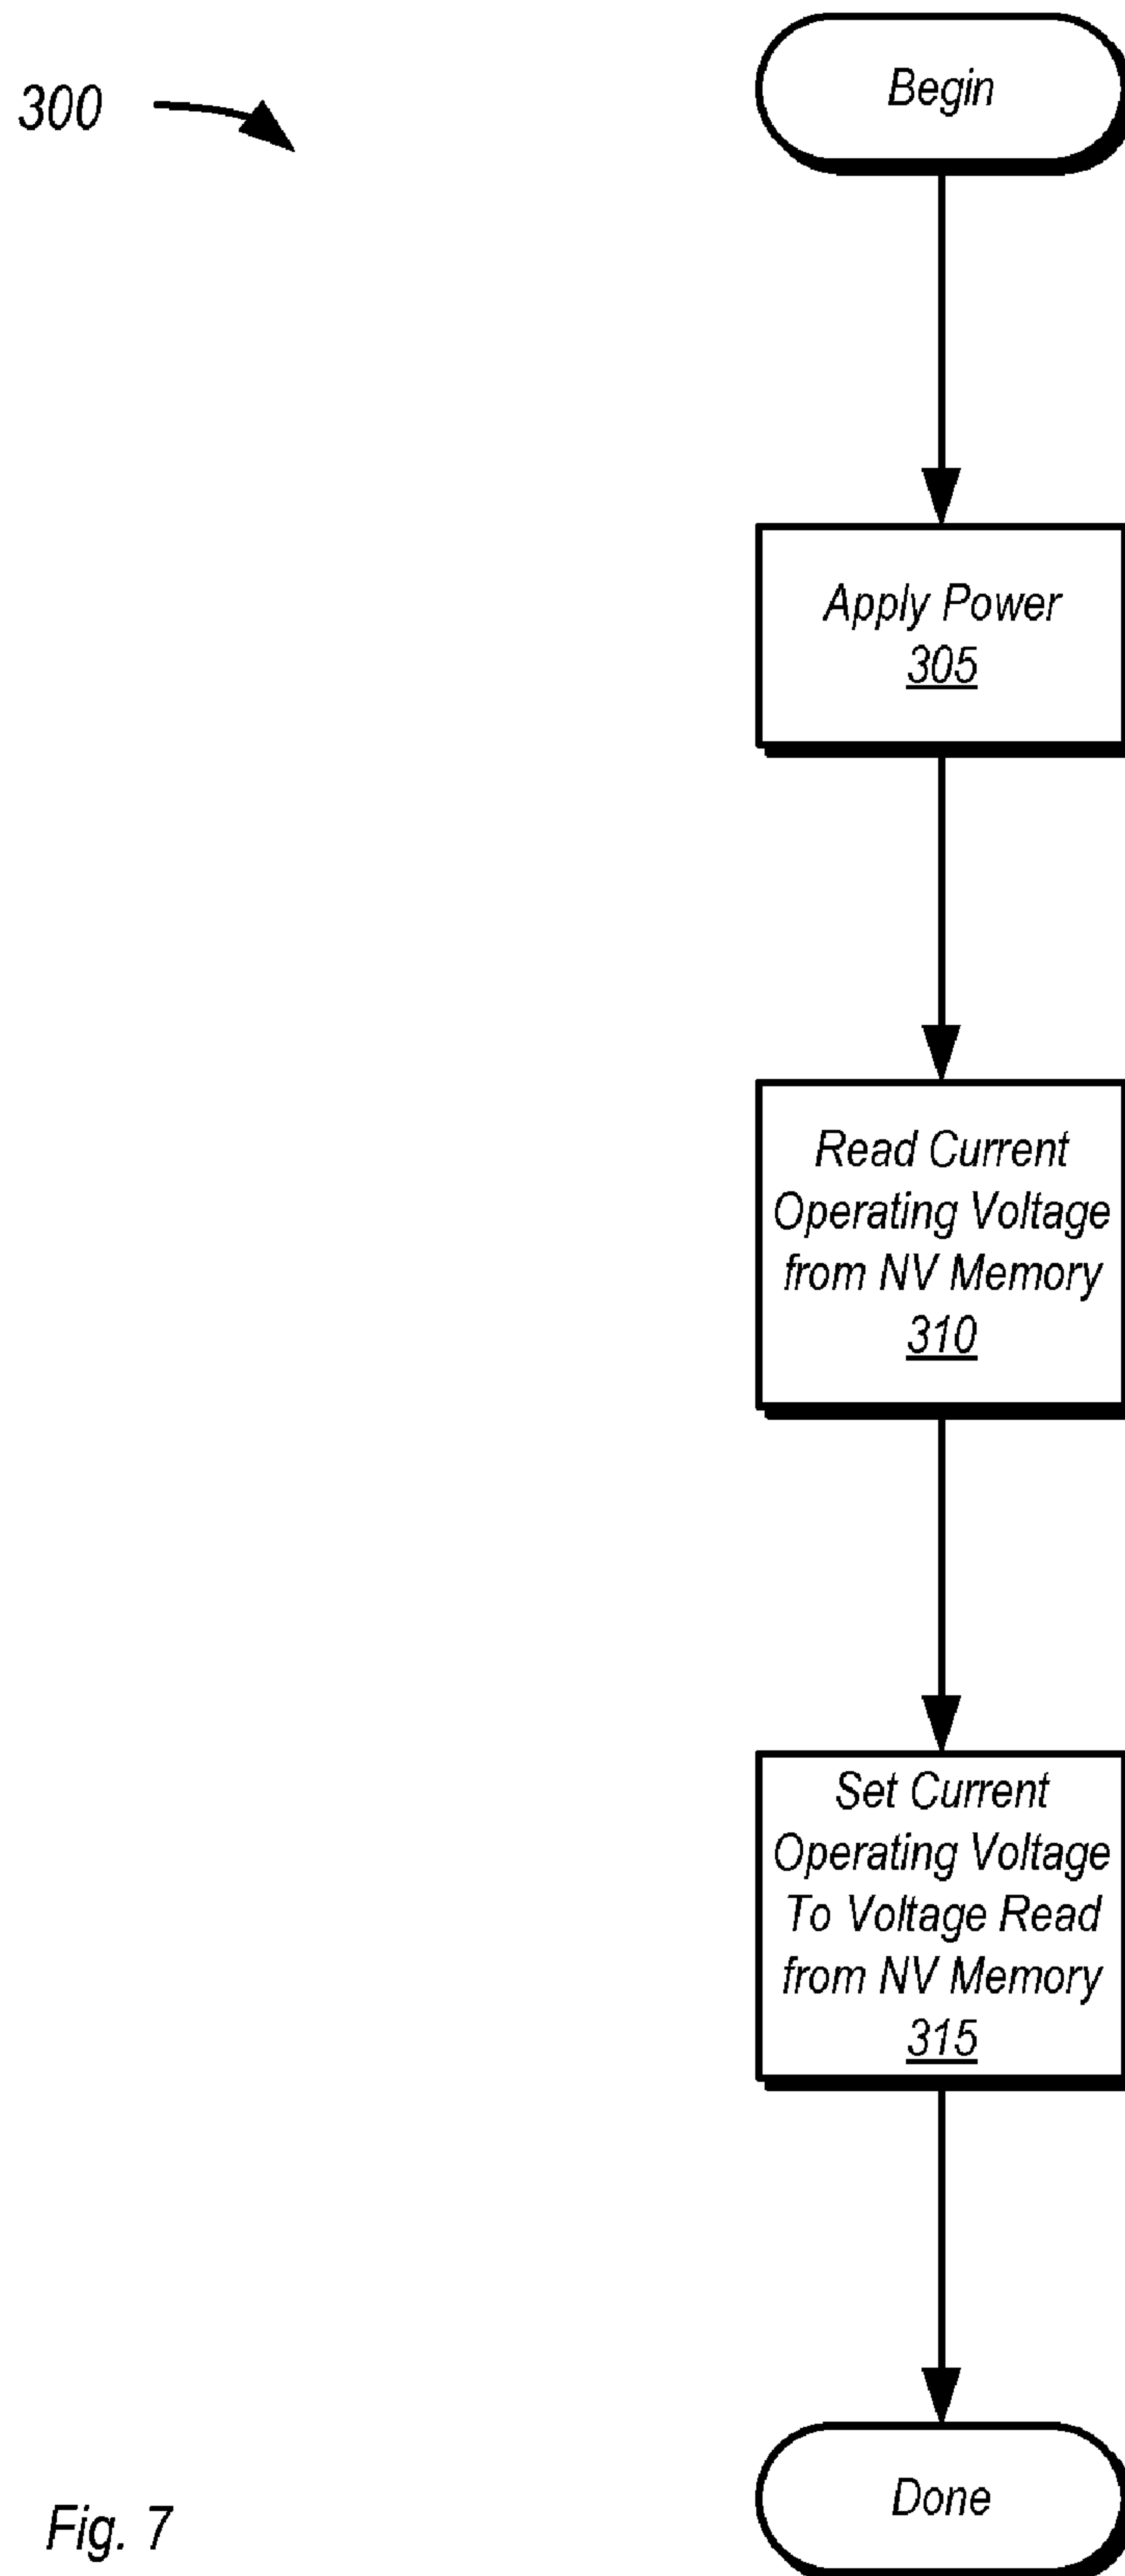 300
Begin
Apply Power
305
Read Current
Operating Voltage
from NV Memory
310
Set Current
Operating Voltage
To Voltage Read
from NV Memory
315
Done
Fig. 7